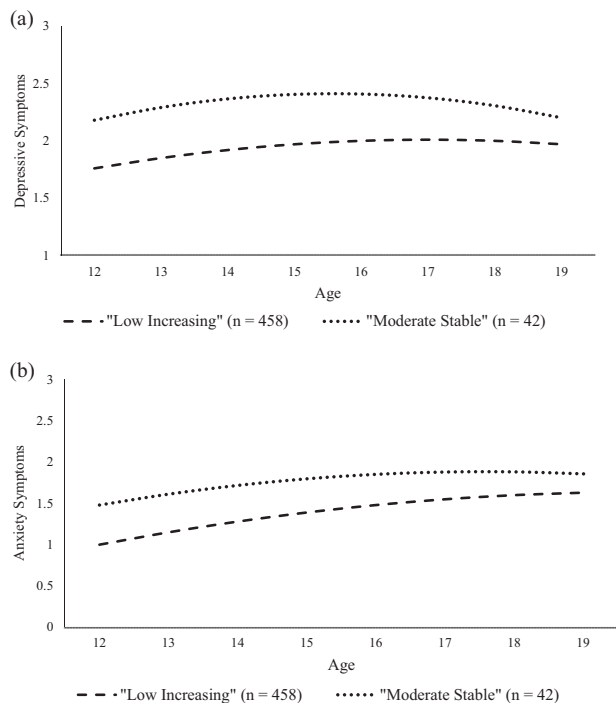 (a)
3
2.5
2
1.5
1
Depressive Symptoms
12 13 14 15 16 17 18 19
Age
"Low Increasing" (n = 458) "Moderate Stable" (n = 42)
(b)
3
2.5
2
1.5
1
0.5
0
Anxiety Symptoms
12 13 14 15 16 17 18 19
Age
"Low Increasing" (n = 458) "Moderate Stable" (n = 42)